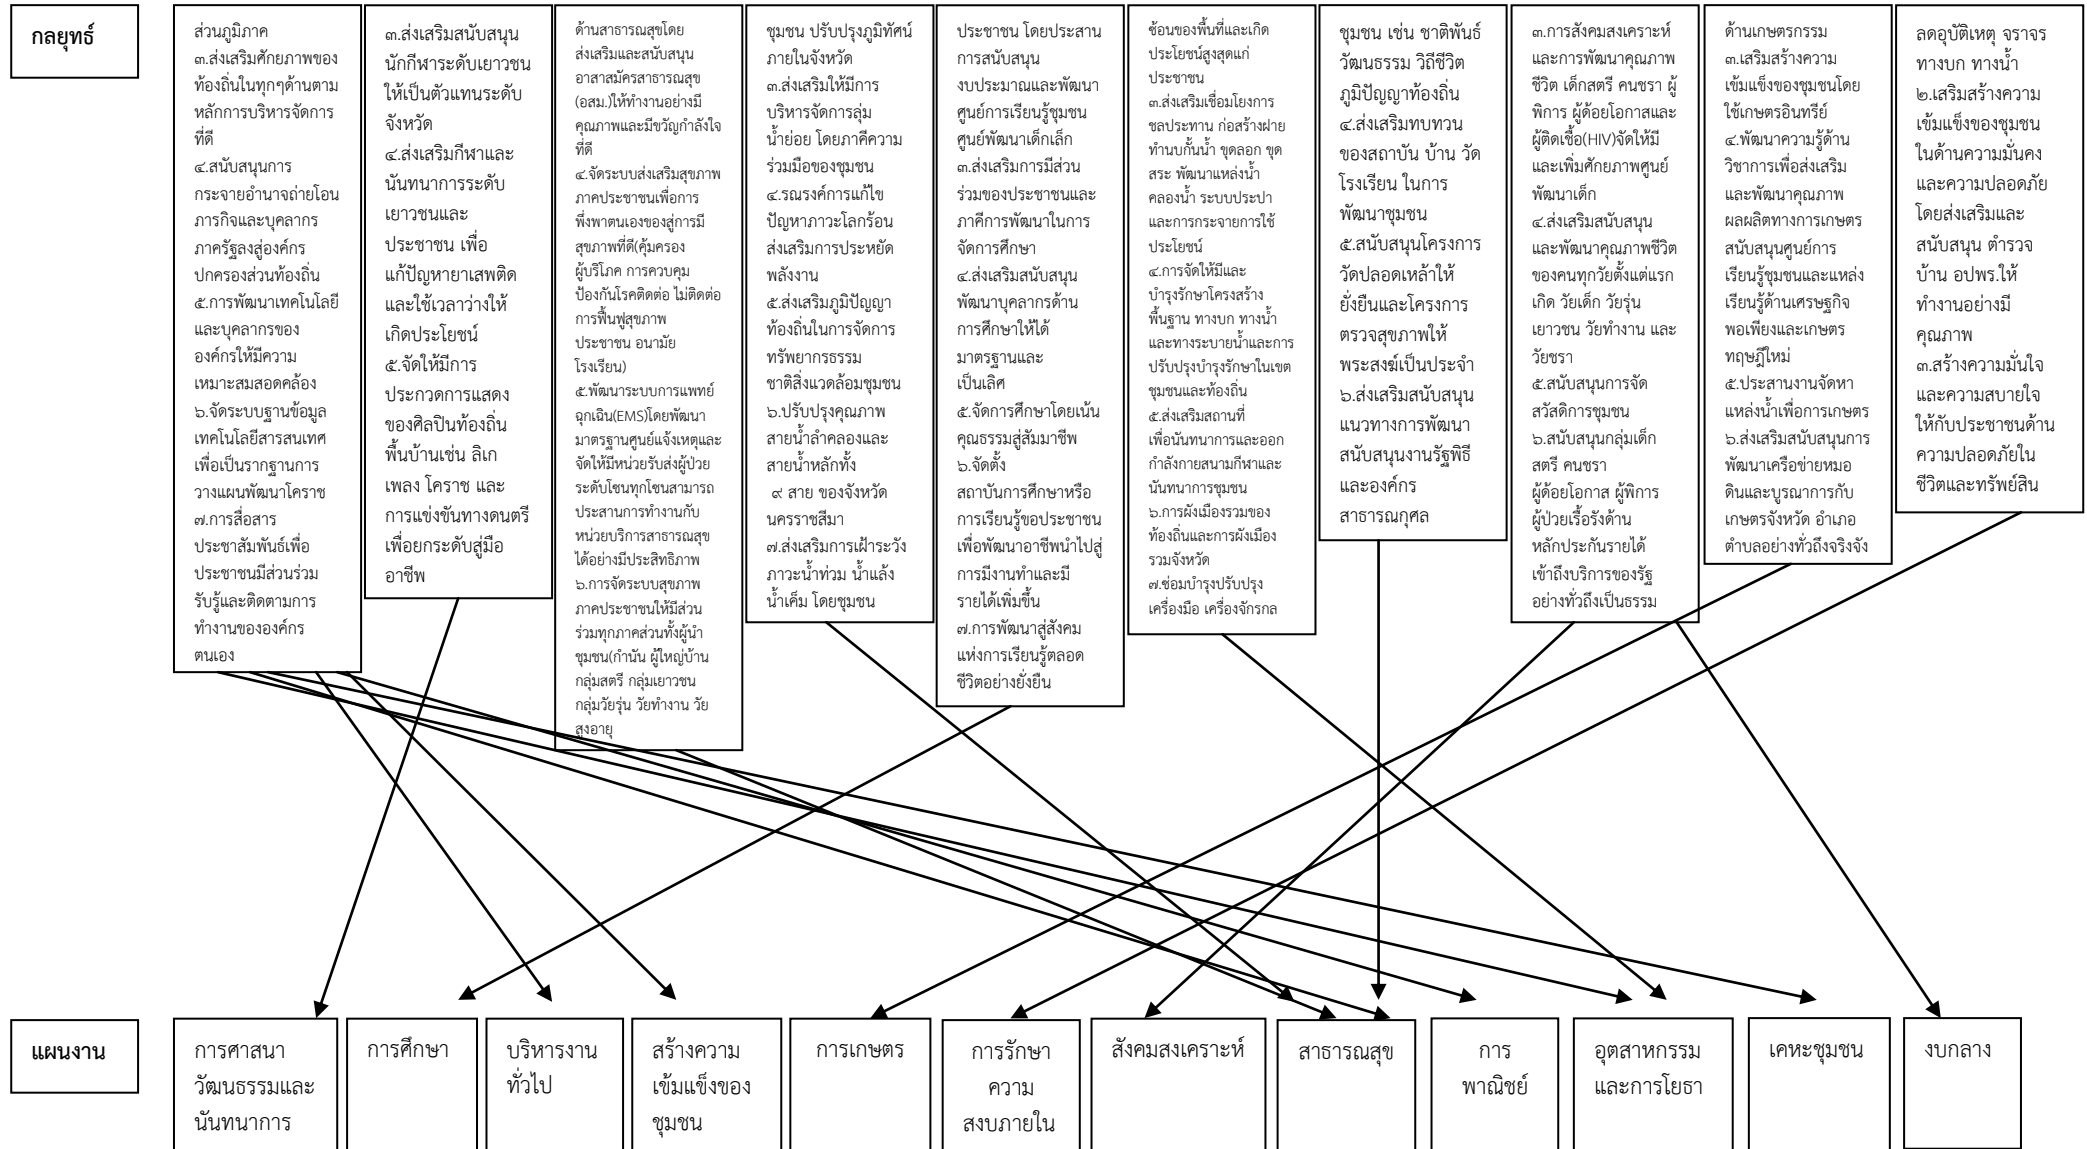 กลยุทธ์
ส่วนภูมิภาค
๓.ส่งเสริมศักยภาพของ
ท้องถิ่นในทุกๆด้านตาม
หลักการบริหารจัดการ
ที่ดี
๔.สนับสนุนการ
กระจายอำนาจถ่ายโอน
ภารกิจและบุคลากร
ภาครัฐลงสู่องค์กร
ปกครองส่วนท้องถิ่น
๕.การพัฒนาเทคโนโลยี
และบุคลากรของ
องค์กรให้มีความ
เหมาะสมสอดคล้อง
๖.จัดระบบฐานข้อมูล
เทคโนโลยีสารสนเทศ
เพื่อเป็นรากฐานการ
วางแผนพัฒนาโคราช
๗.การสื่อสาร
ประชาสัมพันธ์เพื่อ
ประชาชนมีส่วนร่วม
รับรู้และติดตามการ
ทำงานขององค์กร
ตนเอง
๓.ส่งเสริมสนับสนุน
นักกีฬาระดับเยาวชน
ให้เป็นตัวแทนระดับ
จังหวัด
๔.ส่งเสริมกีฬาและ
นันทนาการระดับ
เยาวชนและ
ประชาชน เพื่อ
แก้ปัญหายาเสพติด
และใช้เวลาว่างให้
เกิดประโยชน์
๕.จัดให้มีการ
ประกวดการแสดง
ของศิลปินท้องถิ่น
พื้นบ้านเช่น ลิเก
เพลง โคราช และ
การแข่งขันทางดนตรี
เพื่อยกระดับสู่มือ
อาชีพ
ด้านสาธารณสุขโดย
ส่งเสริมและสนับสนุน
อาสาสมัครสาธารณสุข
(อสม.)ให้ทำงานอย่างมี
คุณภาพและมีขวัญกำลังใจ
ที่ดี
๔.จัดระบบส่งเสริมสุขภาพ
ภาคประชาชนเพื่อการ
พึ่งพาตนเองของสู่การมี
สุขภาพที่ดี(คุ้มครอง
ผู้บริโภค การควบคุม
ป้องกันโรคติดต่อ ไม่ติดต่อ
การฟื้นฟูสุขภาพ
ประชาชน อนามัย
โรงเรียน)
๕.พัฒนาระบบการแพทย์
ฉุกเฉิน(EMS)โดยพัฒนา
มาตรฐานศูนย์แจ้งเหตุและ
จัดให้มีหน่วยรับส่งผู้ป่วย
ระดับโซนทุกโซนสามารถ
ประสานการทำงานกับ
หน่วยบริการสาธารณสุข
ได้อย่างมีประสิทธิภาพ
๖.การจัดระบบสุขภาพ
ภาคประชาชนให้มีส่วน
ร่วมทุกภาคส่วนทั้งผู้นำ
ชุมชน(กำนัน ผู้ใหญ่บ้าน
กลุ่มสตรี กลุ่มเยาวชน
กลุ่มวัยรุ่น วัยทำงาน วัย
สูงอายุ
ชุมชน ปรับปรุงภูมิทัศน์
ภายในจังหวัด
๓.ส่งเสริมให้มีการ
บริหารจัดการลุ่ม
น้ำย่อย โดยภาคีความ
ร่วมมือของชุมชน
๔.รณรงค์การแก้ไข
ปัญหาภาวะโลกร้อน
ส่งเสริมการประหยัด
พลังงาน
๕.ส่งเสริมภูมิปัญญา
ท้องถิ่นในการจัดการ
ทรัพยากรธรรม
ชาติสิ่งแวดล้อมชุมชน
๖.ปรับปรุงคุณภาพ
สายน้ำลำคลองและ
สายน้ำหลักทั้ง
๙ สาย ของจังหวัด
นครราชสีมา
๗.ส่งเสริมการเฝ้าระวัง
ภาวะน้ำท่วม น้ำแล้ง
น้ำเค็ม โดยชุมชน
ประชาชน โดยประสาน
การสนับสนุน
งบประมาณและพัฒนา
ศูนย์การเรียนรู้ชุมชน
ศูนย์พัฒนาเด็กเล็ก
๓.ส่งเสริมการมีส่วน
ร่วมของประชาชนและ
ภาคีการพัฒนาในการ
จัดการศึกษา
๔.ส่งเสริมสนับสนุน
พัฒนาบุคลากรด้าน
การศึกษาให้ได้
มาตรฐานและ
เป็นเลิศ
๕.จัดการศึกษาโดยเน้น
คุณธรรมสู่สัมมาชีพ
๖.จัดตั้ง
สถาบันการศึกษาหรือ
การเรียนรู้ขอประชาชน
เพื่อพัฒนาอาชีพนำไปสู่
การมีงานทำและมี
รายได้เพิ่มขึ้น
๗.การพัฒนาสู่สังคม
แห่งการเรียนรู้ตลอด
ชีวิตอย่างยั่งยืน
ซ้อนของพื้นที่และเกิด
ประโยชน์สูงสุดแก่
ประชาชน
๓.ส่งเสริมเชื่อมโยงการ
ชลประทาน ก่อสร้างฝาย
ทำนบกั้นน้ำ ขุดลอก ขุด
สระ พัฒนาแหล่งน้ำ
คลองน้ำ ระบบประปา
และการกระจายการใช้
ประโยชน์
๔.การจัดให้มีและ
บำรุงรักษาโครงสร้าง
พื้นฐาน ทางบก ทางน้ำ
และทางระบายน้ำและการ
ปรับปรุงบำรุงรักษาในเขต
ชุมชนและท้องถิ่น
๕.ส่งเสริมสถานที่
เพื่อนันทนาการและออก
กำลังกายสนามกีฬาและ
นันทนาการชุมชน
๖.การผังเมืองรวมของ
ท้องถิ่นและการผังเมือง
รวมจังหวัด
๗.ซ่อมบำรุงปรับปรุง
เครื่องมือ เครื่องจักรกล
ชุมชน เช่น ชาติพันธ์
วัฒนธรรม วิถีชีวิต
ภูมิปัญญาท้องถิ่น
๔.ส่งเสริมทบทวน
ของสถาบัน บ้าน วัด
โรงเรียน ในการ
พัฒนาชุมชน
๕.สนับสนุนโครงการ
วัดปลอดเหล้าให้
ยั่งยืนและโครงการ
ตรวจสุขภาพให้
พระสงฆ์เป็นประจำ
๖.ส่งเสริมสนับสนุน
แนวทางการพัฒนา
สนับสนุนงานรัฐพิธี
และองค์กร
สาธารณกุศล
๓.การสังคมสงเคราะห์
และการพัฒนาคุณภาพ
ชีวิต เด็กสตรี คนชรา ผู้
พิการ ผู้ด้อยโอกาสและ
ผู้ติดเชื้อ(HIV)จัดให้มี
และเพิ่มศักยภาพศูนย์
พัฒนาเด็ก
๔.ส่งเสริมสนับสนุน
และพัฒนาคุณภาพชีวิต
ของคนทุกวัยตั้งแต่แรก
เกิด วัยเด็ก วัยรุ่น
เยาวชน วัยทำงาน และ
วัยชรา
๕.สนับสนุนการจัด
สวัสดิการชุมชน
๖.สนับสนุนกลุ่มเด็ก
สตรี คนชรา
ผู้ด้อยโอกาส ผู้พิการ
ผู้ป่วยเรื้อรังด้าน
หลักประกันรายได้
เข้าถึงบริการของรัฐ
อย่างทั่วถึงเป็นธรรม
ด้านเกษตรกรรม
๓.เสริมสร้างความ
เข้มแข็งของชุมชนโดย
ใช้เกษตรอินทรีย์
๔.พัฒนาความรู้ด้าน
วิชาการเพื่อส่งเสริม
และพัฒนาคุณภาพ
ผลผลิตทางการเกษตร
สนับสนุนศูนย์การ
เรียนรู้ชุมชนและแหล่ง
เรียนรู้ด้านเศรษฐกิจ
พอเพียงและเกษตร
ทฤษฎีใหม่
๕.ประสานงานจัดหา
แหล่งน้ำเพื่อการเกษตร
๖.ส่งเสริมสนับสนุนการ
พัฒนาเครือข่ายหมอ
ดินและบูรณาการกับ
เกษตรจังหวัด อำเภอ
ตำบลอย่างทั่วถึงจริงจัง
ลดอุบัติเหตุ จราจร
ทางบก ทางน้ำ
๒.เสริมสร้างความ
เข้มแข็งของชุมชน
ในด้านความมั่นคง
และความปลอดภัย
โดยส่งเสริมและ
สนับสนุน ตำรวจ
บ้าน อปพร.ให้
ทำงานอย่างมี
คุณภาพ
๓.สร้างความมั่นใจ
และความสบายใจ
ให้กับประชาชนด้าน
ความปลอดภัยใน
ชีวิตและทรัพย์สิน
แผนงาน
การศาสนา
วัฒนธรรมและ
นันทนาการ
การศึกษา
บริหารงาน
ทั่วไป
สร้างความ
เข้มแข็งของ
ชุมชน
การเกษตร
การรักษา
ความ
สงบภายใน
สังคมสงเคราะห์
สาธารณสุข
การ
พาณิชย์
อุตสาหกรรม
และการโยธา
เคหะชุมชน
งบกลาง